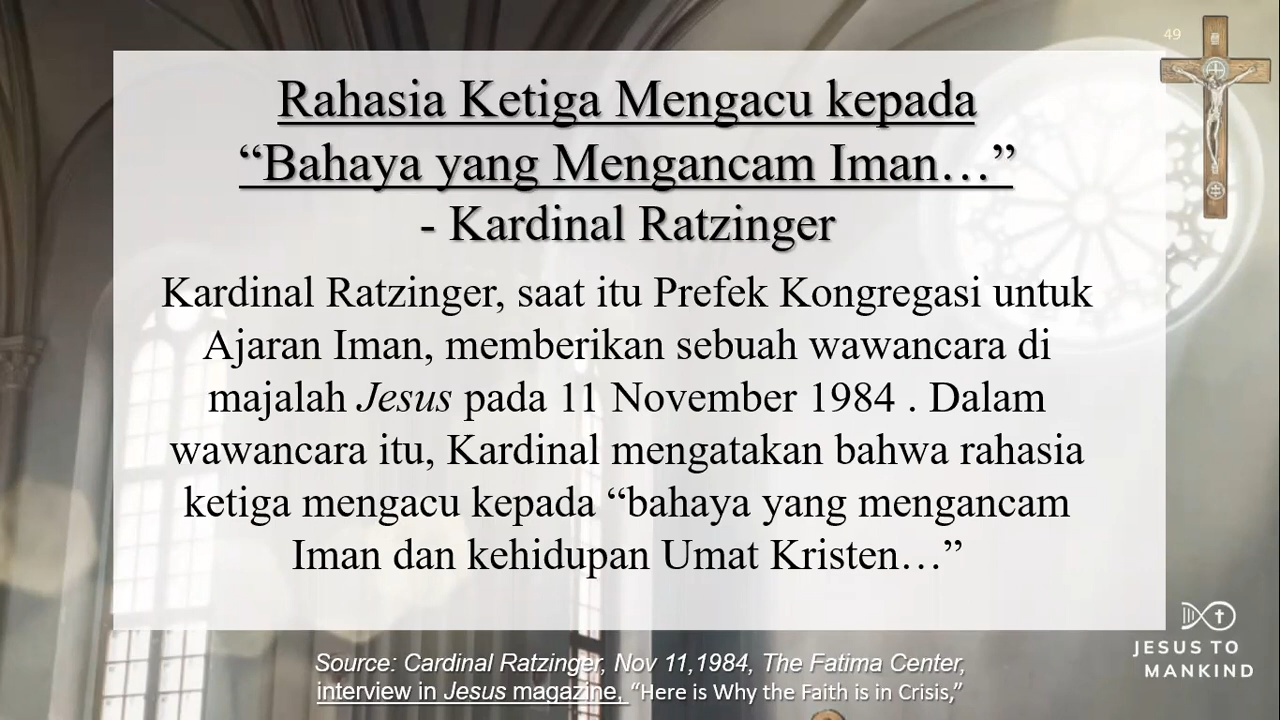 49
Rahasia Ketiga Mengacu kepada
“Bahaya yang Mengancam Iman…”
- Kardinal Ratzinger
Kardinal Ratzinger, saat itu Prefek Kongregasi untuk
Ajaran Iman, memberikan sebuah wawancara di
majalah Jesus pada 11 November 1984 . Dalam
wawancara itu, Kardinal mengatakan bahwa rahasia
ketiga mengacu kepada “bahaya yang mengancam
Iman dan kehidupan Umat Kristen…”
JESUS TO
MANKIND
Source: Cardinal Ratzinger, Nov 11,1984, The Fatima Center,
interview in Jesus magazine, “Here is Why the Faith is in Crisis,”